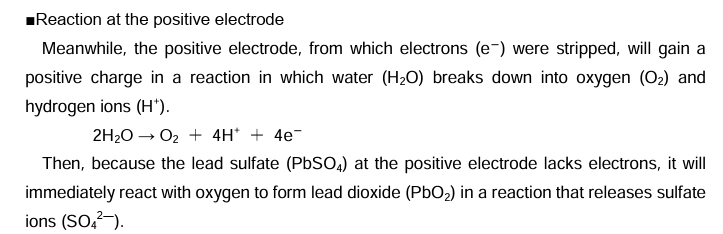 ■Reaction at the positive electrode
Meanwhile, the positive electrode, from which electrons (e⁻) were stripped, will gain a
positive charge in a reaction in which water (H₂O) breaks down into oxygen (O₂) and
hydrogen ions (H⁺).
2H₂O → O₂ + 4H⁺ + 4e⁻
Then, because the lead sulfate (PbSO₄) at the positive electrode lacks electrons, it will
immediately react with oxygen to form lead dioxide (PbO₂) in a reaction that releases sulfate
ions (SO₄²⁻).